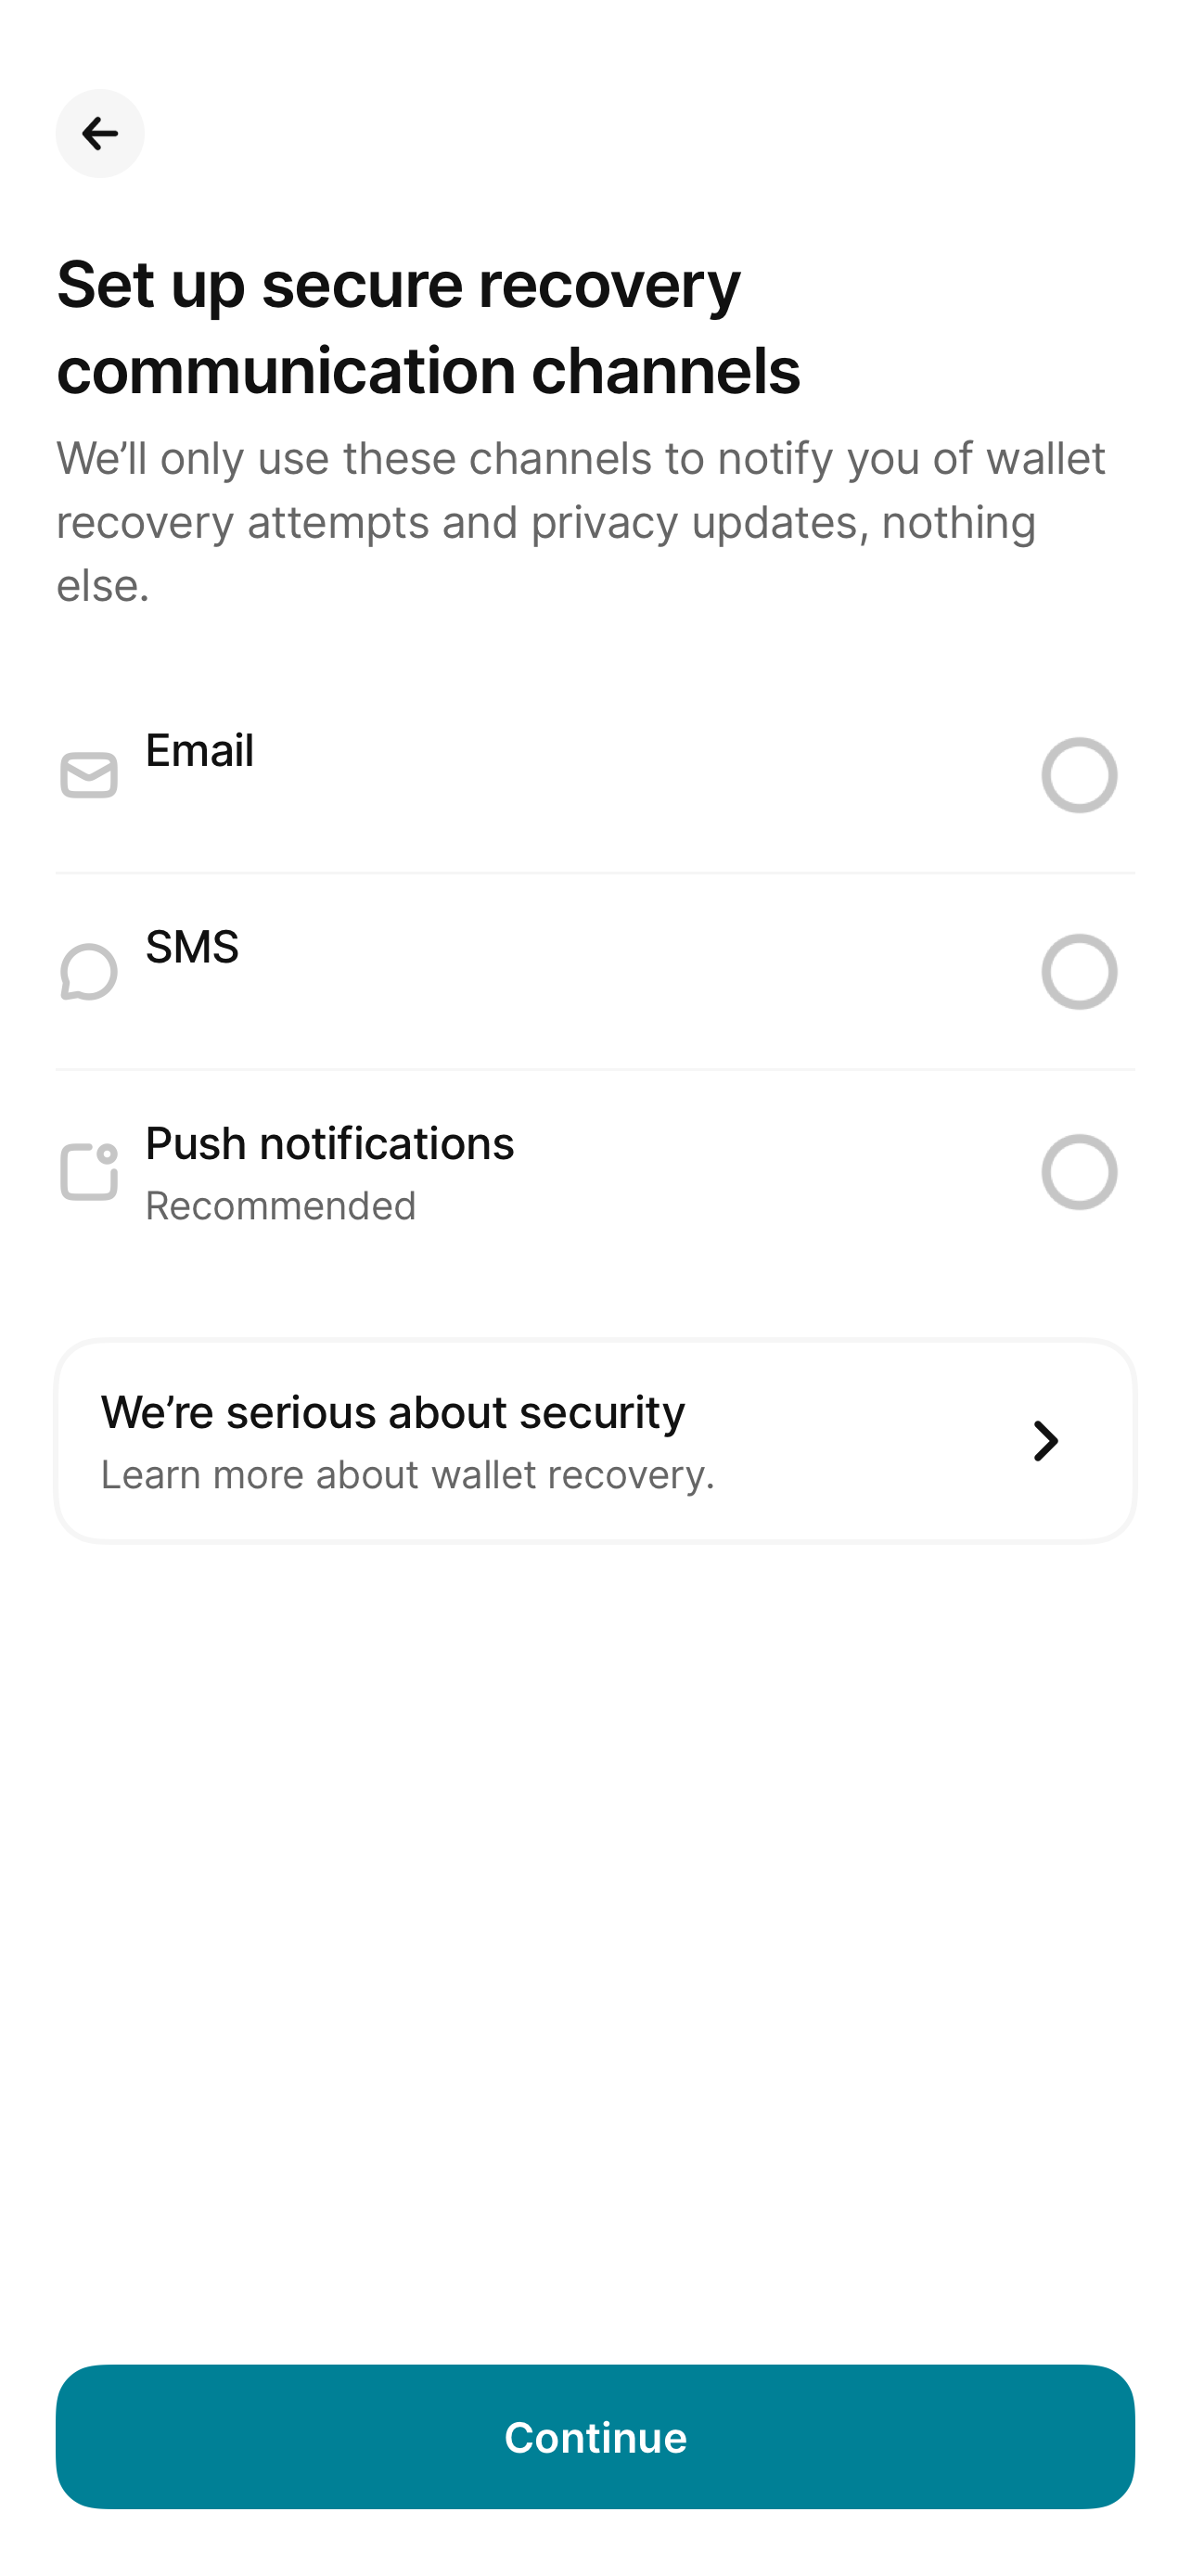 Set up secure recovery
communication channels
We’ll only use these channels to notify you of wallet
recovery attempts and privacy updates, nothing
else.
Email
SMS
Push notifications
Recommended
We’re serious about security
Learn more about wallet recovery.
Continue